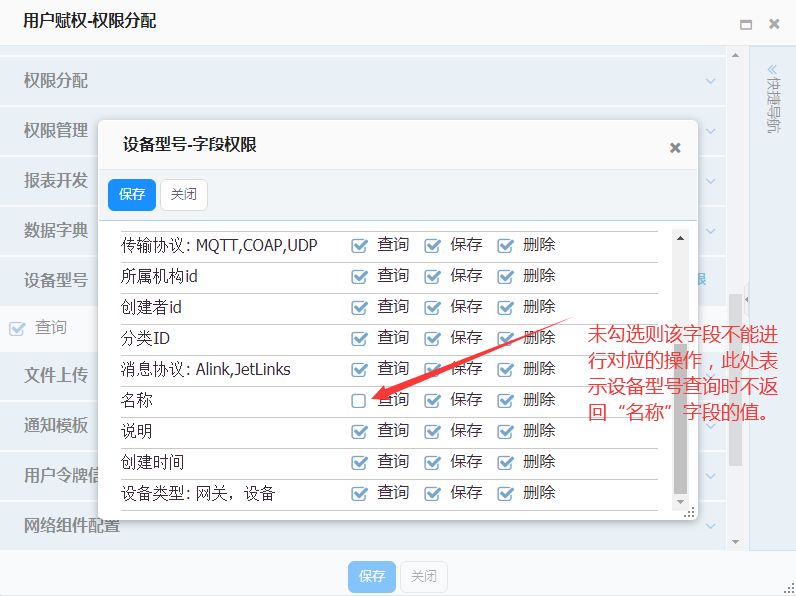 用户赋权-权限分配
权限分配
权限管理
报表开发
数据字典
设备型号
限
查询
文件上传
通知模板
用户令牌信
网络组件配置
快捷导航
设备型号-字段权限
保存 关闭
传输协议: MQTT,COAP,UDP 查询 保存 删除
所属机构id 查询 保存 删除
创建者id 查询 保存 删除
分类ID 查询 保存 删除
消息协议: Alink,JetLinks 查询 保存 删除
名称 查询 保存 删除
说明 查询 保存 删除
创建时间 查询 保存 删除
设备类型: 网关，设备 查询 保存 删除
未勾选则该字段不能进
行对应的操作，此处表
示设备型号查询时不返
回“名称”字段的值。
保存 关闭